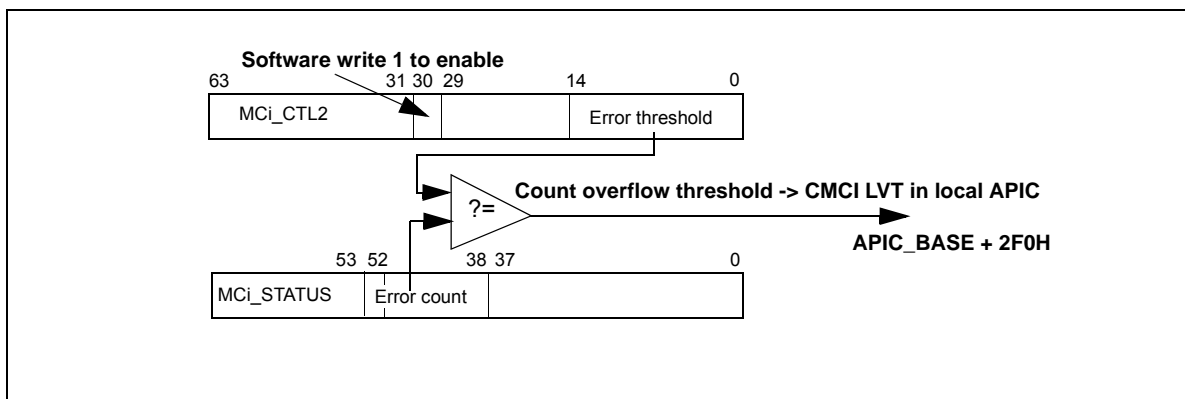 Software write 1 to enable
63 31 30 29 14 0
MCi_CTL2 Error threshold
?=
Count overflow threshold -> CMCI LVT in local APIC
APIC_BASE + 2F0H
53 52 38 37 0
MCi_STATUS Error count